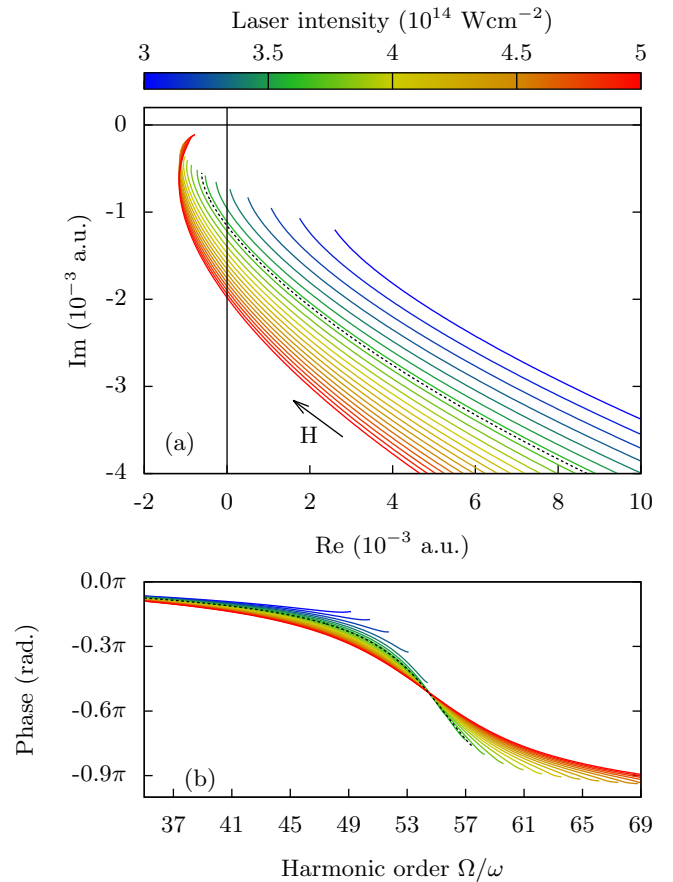 Laser intensity (10¹⁴ Wcm⁻²)
3 3.5 4 4.5 5
0
-1
-2
-3
-4
Im (10⁻³ a.u.)
H
(a)
-2 0 2 4 6 8 10
Re (10⁻³ a.u.)
0.0π
-0.3π
-0.6π
-0.9π
Phase (rad.)
(b)
37 41 45 49 53 57 61 65 69
Harmonic order Ω/ω